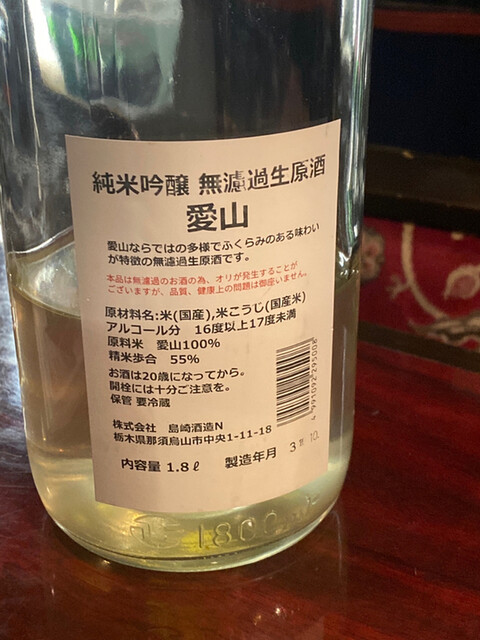 純米吟醸 無濾過生原酒
愛山
愛山ならではの多様でふくらみのある味わい
が特徴の無濾過生原酒です。
本品は無濾過のお酒の為、オリが発生することが
ございますが、品質、健康上の問題は御座いません。
原材料名:米(国産),米こうじ(国産米)
アルコール分 16度以上17度未満
原料米 愛山100%
精米歩合 55%
お酒は20歳になってから。
開栓には十分ご注意を。
保管 要冷蔵
4 991092 295008
株式会社 島崎酒造N
栃木県那須烏山市中央1-11-18
内容量 1.8ℓ 製造年月 3 10.
1800